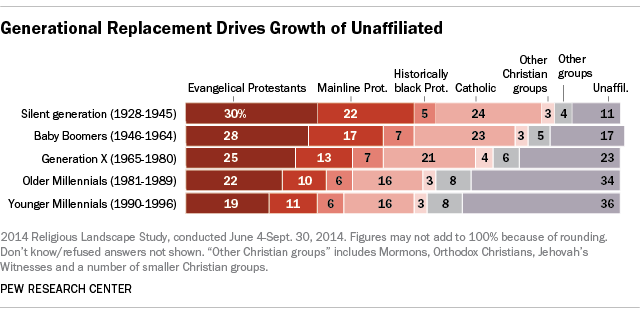 Generational Replacement Drives Growth of Unaffiliated
Evangelical Protestants Mainline Prot. Historically black Prot. Catholic Other Christian groups Other groups Unaffil.
Silent generation (1928-1945) 30% 22 5 24 3 4 11
Baby Boomers (1946-1964) 28 17 7 23 3 5 17
Generation X (1965-1980) 25 13 7 21 4 6 23
Older Millennials (1981-1989) 22 10 6 16 3 8 34
Younger Millennials (1990-1996) 19 11 6 16 3 8 36
2014 Religious Landscape Study, conducted June 4-Sept. 30, 2014. Figures may not add to 100% because of rounding.
Don't know/refused answers not shown. “Other Christian groups” includes Mormons, Orthodox Christians, Jehovah's
Witnesses and a number of smaller Christian groups.
PEW RESEARCH CENTER